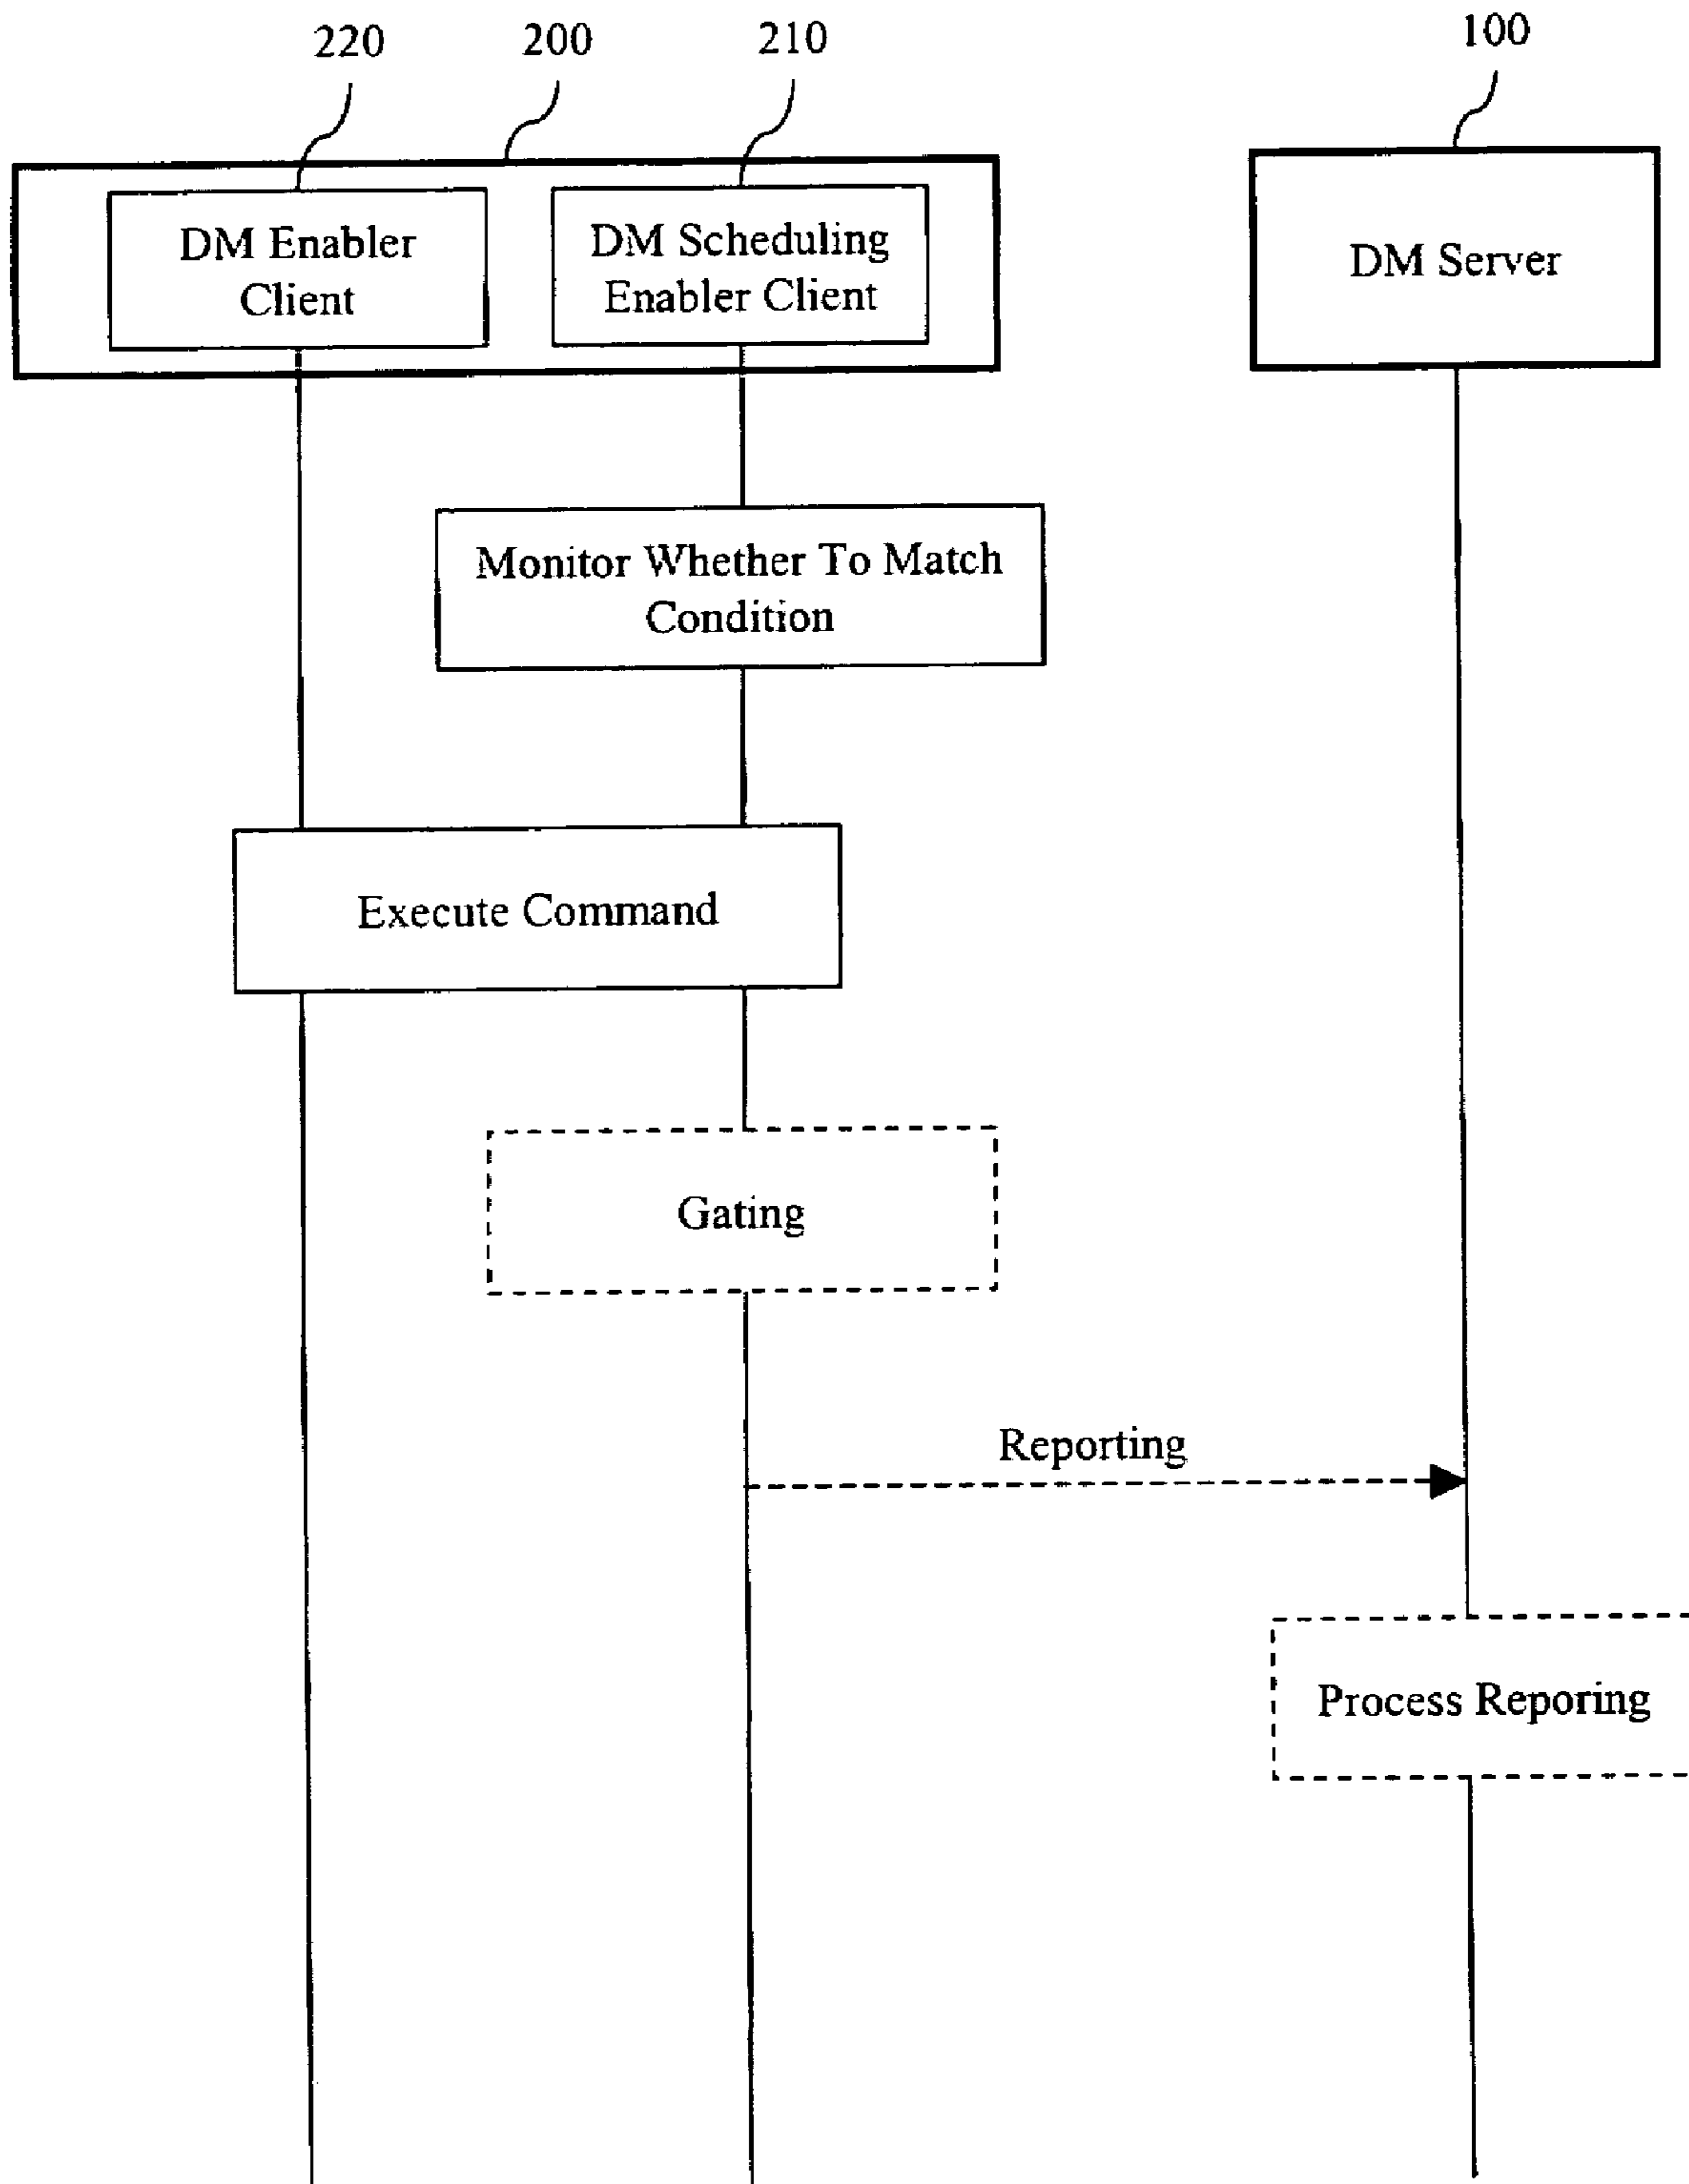 220
200
210
100
DM Enabler
Client
DM Scheduling
Enabler Client
DM Server
Monitor Whether To Match
Condition
Execute Command
Gating
Reporting
Process Reporing